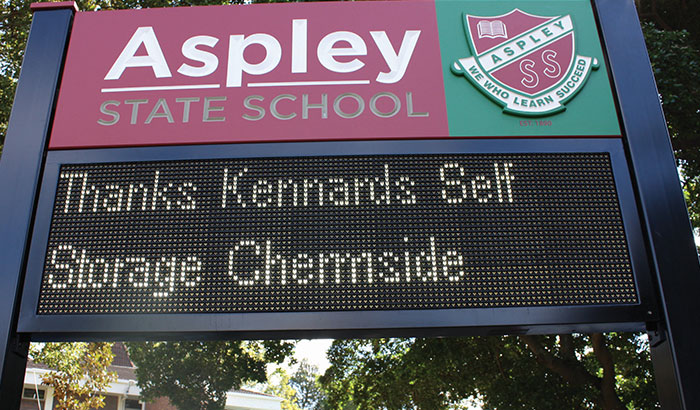 Aspley
STATE SCHOOL
ASPLEY
SS
WE WHO LEARN SUCCEED
Thanks Kennards Self
Storage Chermside